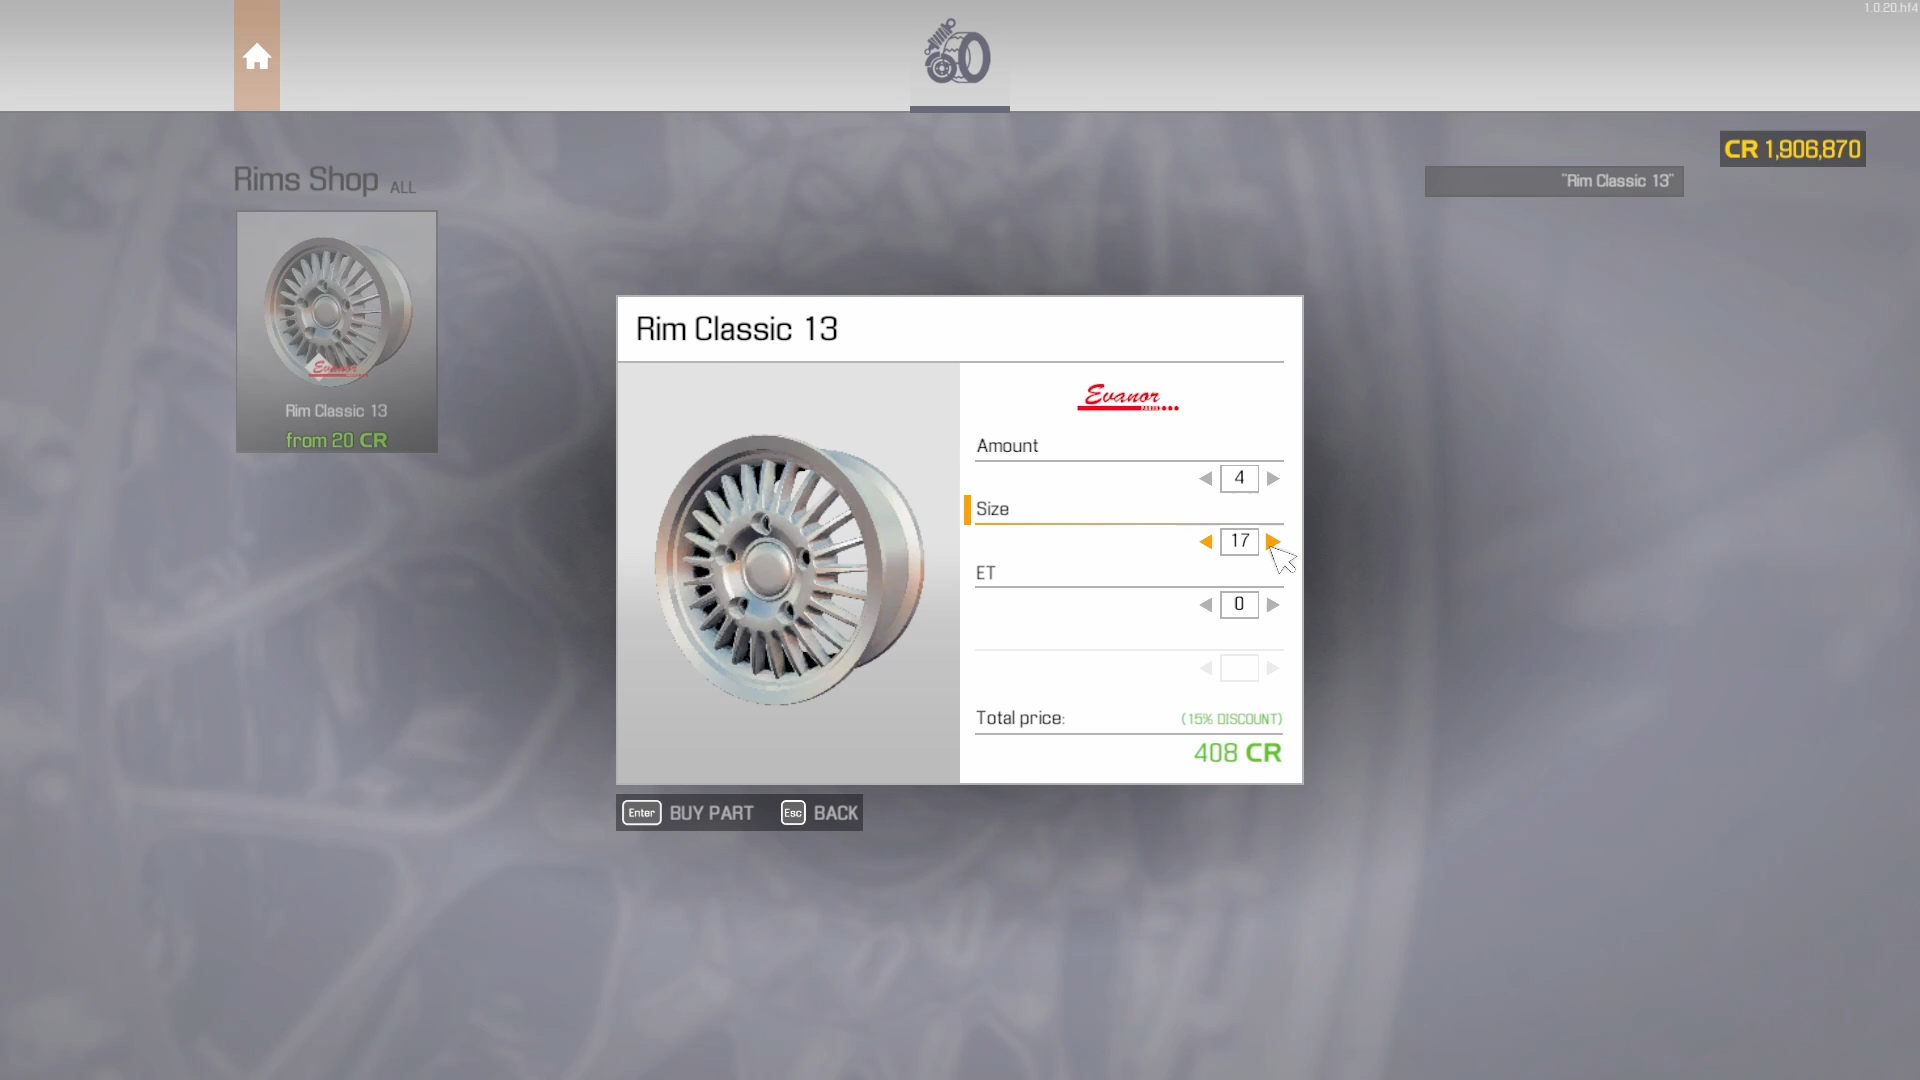 1.0.20.hf4
CR 1,906,870
Rims Shop ALL
"Rim Classic 13"
Evanor
Rim Classic 13
from 20 CR
Rim Classic 13
Evanor
PARTS
Amount
4
Size
17
ET
0
Total price: (15% DISCOUNT)
408 CR
Enter BUY PART Esc BACK